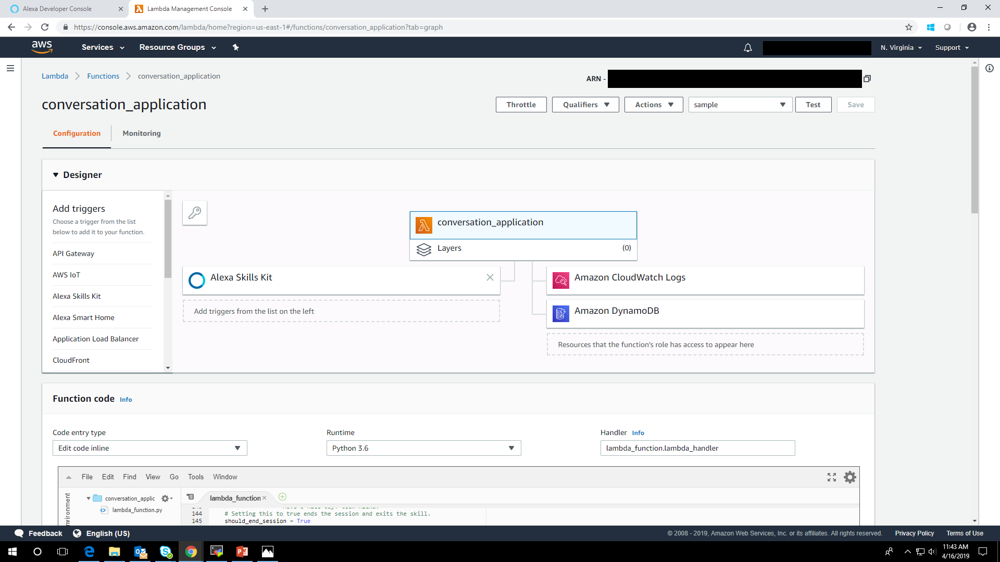 Alexa Developer Console
Lambda Management Console
https://console.aws.amazon.com/lambda/home?region=us-east-1#/functions/conversation_application?tab=graph
aws Services Resource Groups N. Virginia Support
Lambda Functions conversation_application
ARN -
conversation_application
Throttle Qualifiers Actions sample Test Save
Configuration Monitoring
Designer
Add triggers
Choose a trigger from the list
below to add it to your function.
API Gateway
AWS IoT
Alexa Skills Kit
Alexa Smart Home
Application Load Balancer
CloudFront
conversation_application
Layers (0)
Alexa Skills Kit
Add triggers from the list on the left
Amazon CloudWatch Logs
Amazon DynamoDB
Resources that the function's role has access to appear here
Function code Info
Code entry type
Edit code inline
Runtime
Python 3.6
Handler Info
lambda_function.lambda_handler
File Edit Find View Go Tools Window
conversation_applic
lambda_function.py
lambda_function
144 # Setting this to true ends the session and exits the skill.
145 should_end_session = True
Feedback English (US)
© 2008 - 2019, Amazon Web Services, Inc. or its affiliates. All rights reserved. Privacy Policy Terms of Use
11:43 AM
4/16/2019